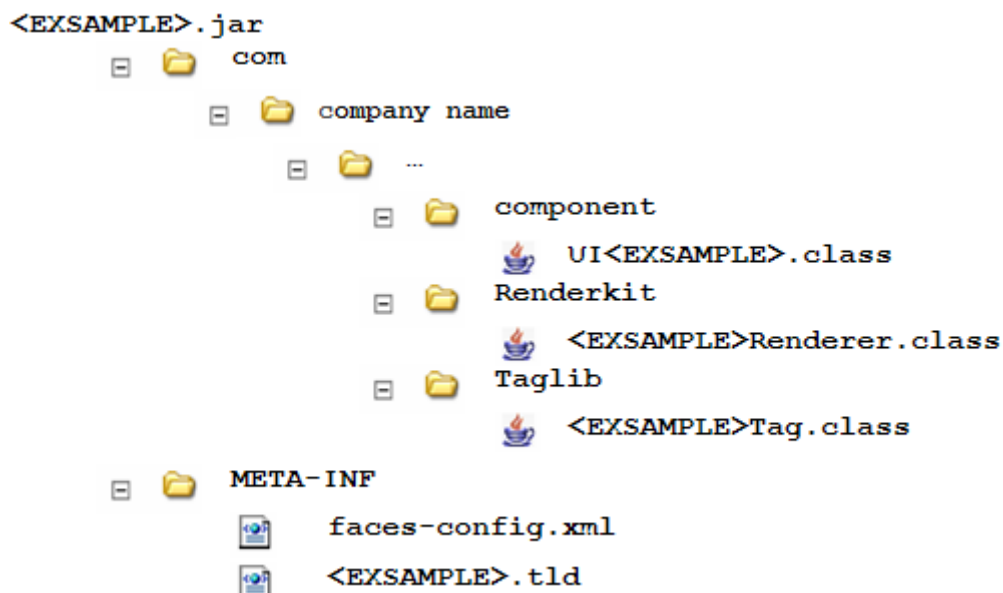 <EXSAMPLE>.jar
com
company name
...
component
UI<EXSAMPLE>.class
Renderkit
<EXSAMPLE>Renderer.class
Taglib
<EXSAMPLE>Tag.class
META-INF
faces-config.xml
<EXSAMPLE>.tld